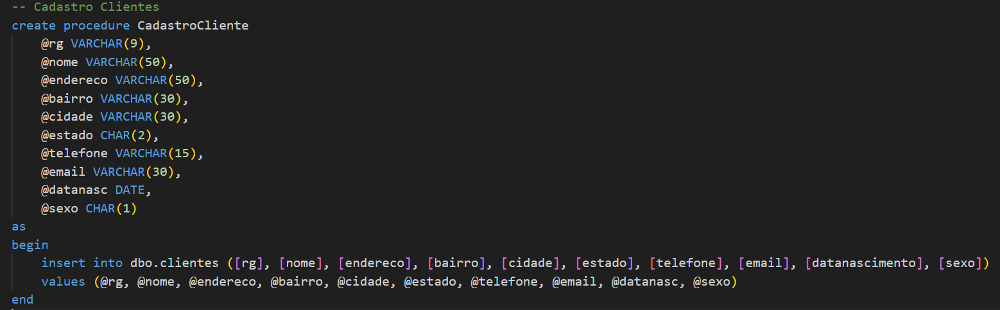 -- Cadastro Clientes
create procedure CadastroCliente
    @rg VARCHAR(9),
    @nome VARCHAR(50),
    @endereco VARCHAR(50),
    @bairro VARCHAR(30),
    @cidade VARCHAR(30),
    @estado CHAR(2),
    @telefone VARCHAR(15),
    @email VARCHAR(30),
    @datanasc DATE,
    @sexo CHAR(1)
as
begin
    insert into dbo.clientes ([rg], [nome], [endereco], [bairro], [cidade], [estado], [telefone], [email], [datanascimento], [sexo])
    values (@rg, @nome, @endereco, @bairro, @cidade, @estado, @telefone, @email, @datanasc, @sexo)
end